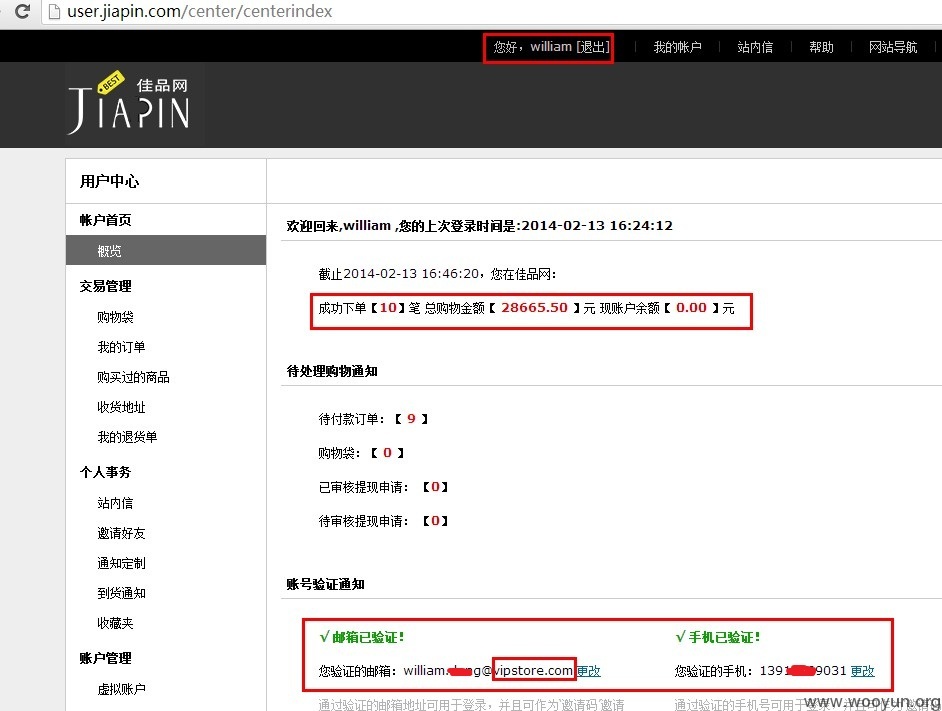 user.jiapin.com/center/centerindex
您好，william [退出] 我的帐户 站内信 帮助 网站导航
BEST 佳品网
JIAPIN
用户中心
帐户首页
欢迎回来,william ,您的上次登录时间是:2014-02-13 16:24:12
概览
截止2014-02-13 16:46:20，您在佳品网：
交易管理
成功下单【10】笔 总购物金额【 28665.50 】元 现账户余额【 0.00 】元
购物袋
我的订单
待处理购物通知
购买过的商品
收货地址
待付款订单：【 9 】
我的退货单
购物袋：【 0 】
个人事务
已审核提现申请： 【0】
站内信
待审核提现申请： 【0】
邀请好友
通知定制
账号验证通知
到货通知
收藏夹
√邮箱已验证! √手机已验证!
账户管理
您验证的邮箱：william. g@vipstore.com 更改 您验证的手机：1391 9031 更改
虚拟账户
通过验证的邮箱地址可用于登录，并且可作'邀请码'邀请 通过验证的手机号可用于登录，并且可作'邀请
www.wooyun.org